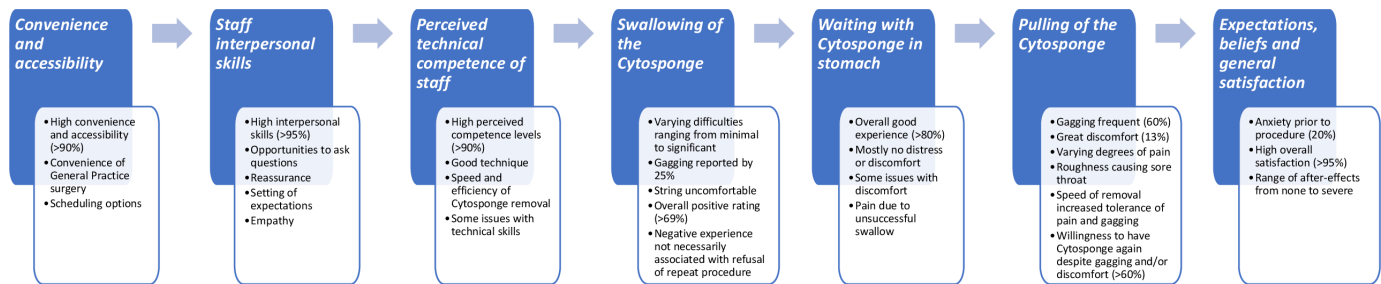 Convenience
and
accessibility
• High convenience
and accessibility
(>90%)
• Convenience of
General Practice
surgery
• Scheduling options
Staff
interpersonal
skills
• High interpersonal
skills (>95%)
• Opportunities to ask
questions
• Reassurance
• Setting of
expectations
• Empathy
Perceived
technical
competence of
staff
• High perceived
competence levels
(>90%)
• Good technique
• Speed and
efficiency of
Cytosponge removal
• Some issues with
technical skills
Swallowing of
the
Cytosponge
• Varying difficulties
ranging from minimal
to significant
• Gagging reported by
25%
• String uncomfortable
• Overall positive rating
(>69%)
• Negative experience
not necessarily
associated with refusal
of repeat procedure
Waiting with
Cytosponge in
stomach
• Overall good
experience (>80%)
• Mostly no distress
or discomfort
• Some issues with
discomfort
• Pain due to
unsuccessful
swallow
Pulling of the
Cytosponge
• Gagging frequent (60%)
• Great discomfort (13%)
• Varying degrees of pain
• Roughness causing sore
throat
• Speed of removal
increased tolerance of
pain and gagging
• Willingness to have
Cytosponge again
despite gagging and/or
discomfort (>60%)
Expectations,
beliefs and
general
satisfaction
• Anxiety prior to
procedure (20%)
• High overall
satisfaction (>95%)
• Range of after-effects
from none to severe